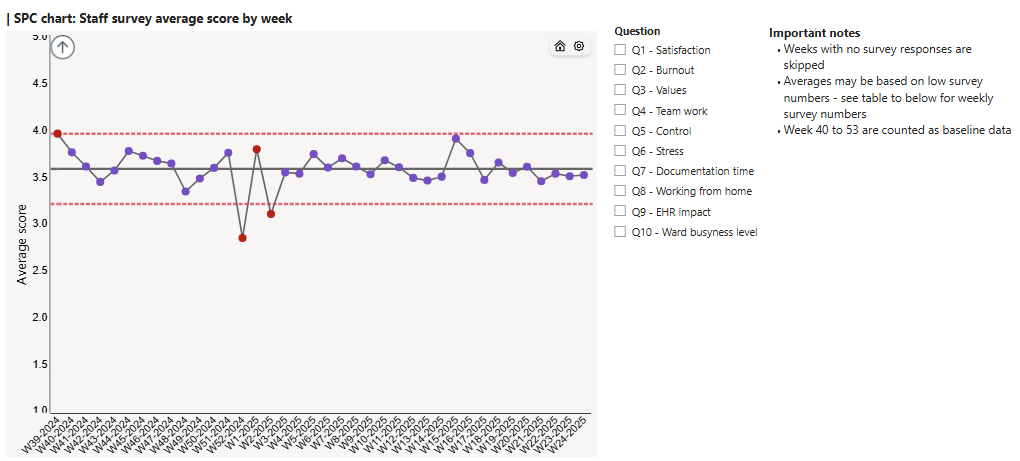 | SPC chart: Staff survey average score by week
5.0
4.5
4.0
3.5
3.0
2.5
2.0
1.5
1.0
Average score
W39-2024
W40-2024
W41-2024
W42-2024
W43-2024
W44-2024
W45-2024
W46-2024
W47-2024
W48-2024
W49-2024
W50-2024
W51-2024
W52-2024
W1-2025
W2-2025
W3-2025
W4-2025
W5-2025
W6-2025
W7-2025
W8-2025
W9-2025
W10-2025
W11-2025
W12-2025
W13-2025
W14-2025
W15-2025
W16-2025
W17-2025
W18-2025
W19-2025
W20-2025
W21-2025
W22-2025
W23-2025
W24-2025
Question
Q1 - Satisfaction
Q2 - Burnout
Q3 - Values
Q4 - Team work
Q5 - Control
Q6 - Stress
Q7 - Documentation time
Q8 - Working from home
Q9 - EHR impact
Q10 - Ward busyness level
Important notes
• Weeks with no survey responses are
skipped
• Averages may be based on low survey
numbers - see table to below for weekly
survey numbers
• Week 40 to 53 are counted as baseline data